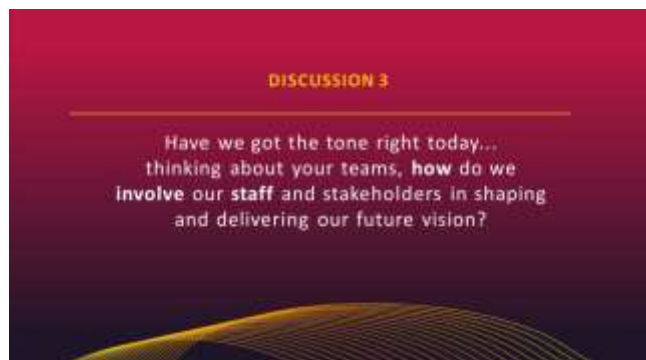 DISCUSSION 3
Have we got the tone right today...
thinking about your teams, how do we
involve our staff and stakeholders in shaping
and delivering our future vision?